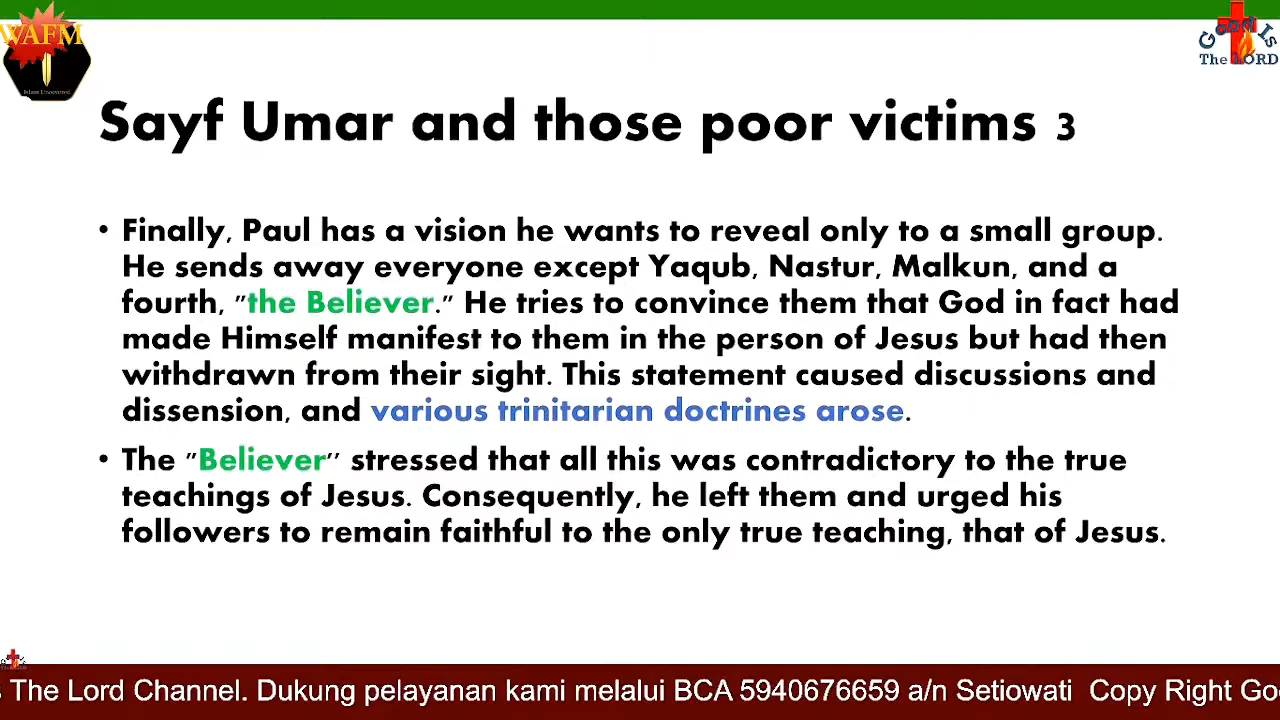 WAFM
Islam Uncovered
Good Is
The LORD
Sayf Umar and those poor victims 3
• Finally, Paul has a vision he wants to reveal only to a small group.
He sends away everyone except Yaqub, Nastur, Malkun, and a
fourth, "the Believer." He tries to convince them that God in fact had
made Himself manifest to them in the person of Jesus but had then
withdrawn from their sight. This statement caused discussions and
dissension, and various trinitarian doctrines arose.
• The "Believer'' stressed that all this was contradictory to the true
teachings of Jesus. Consequently, he left them and urged his
followers to remain faithful to the only true teaching, that of Jesus.
s The Lord Channel. Dukung pelayanan kami melalui BCA 5940676659 a/n Setiowati  Copy Right Go